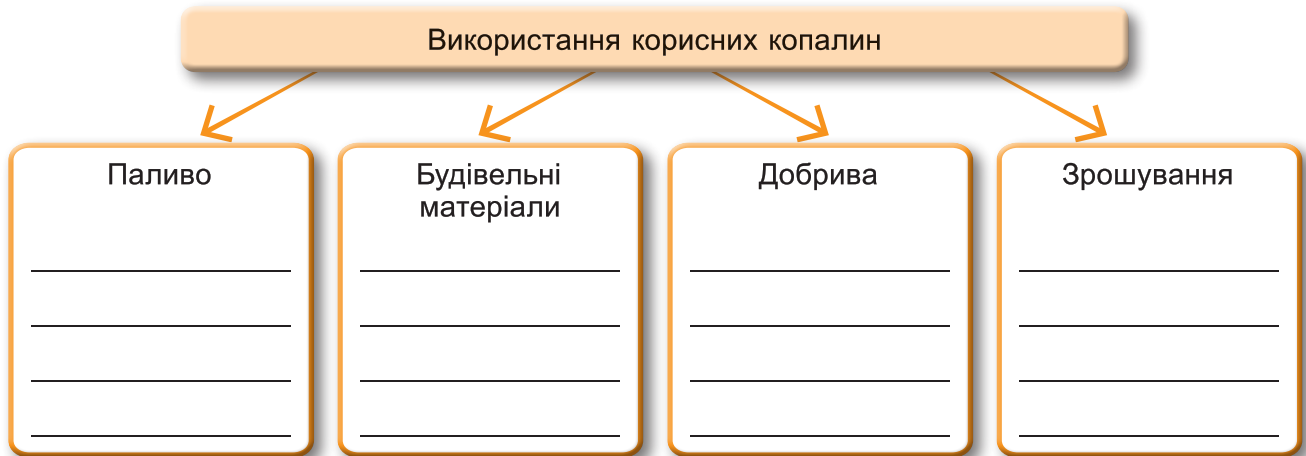 Використання корисних копалин
Паливо
Будівельні
матеріали
Добрива
Зрошування